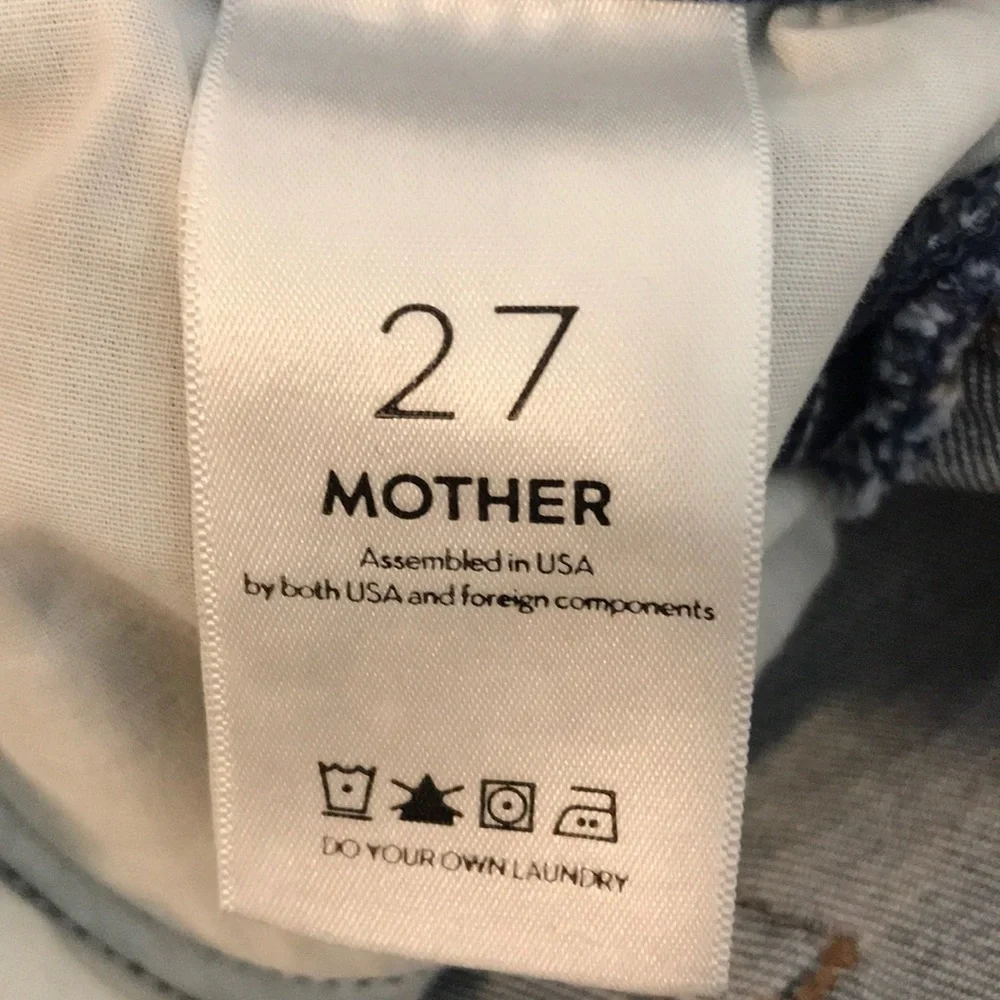 27
MOTHER
Assembled in USA
by both USA and foreign components
DO YOUR OWN LAUNDRY